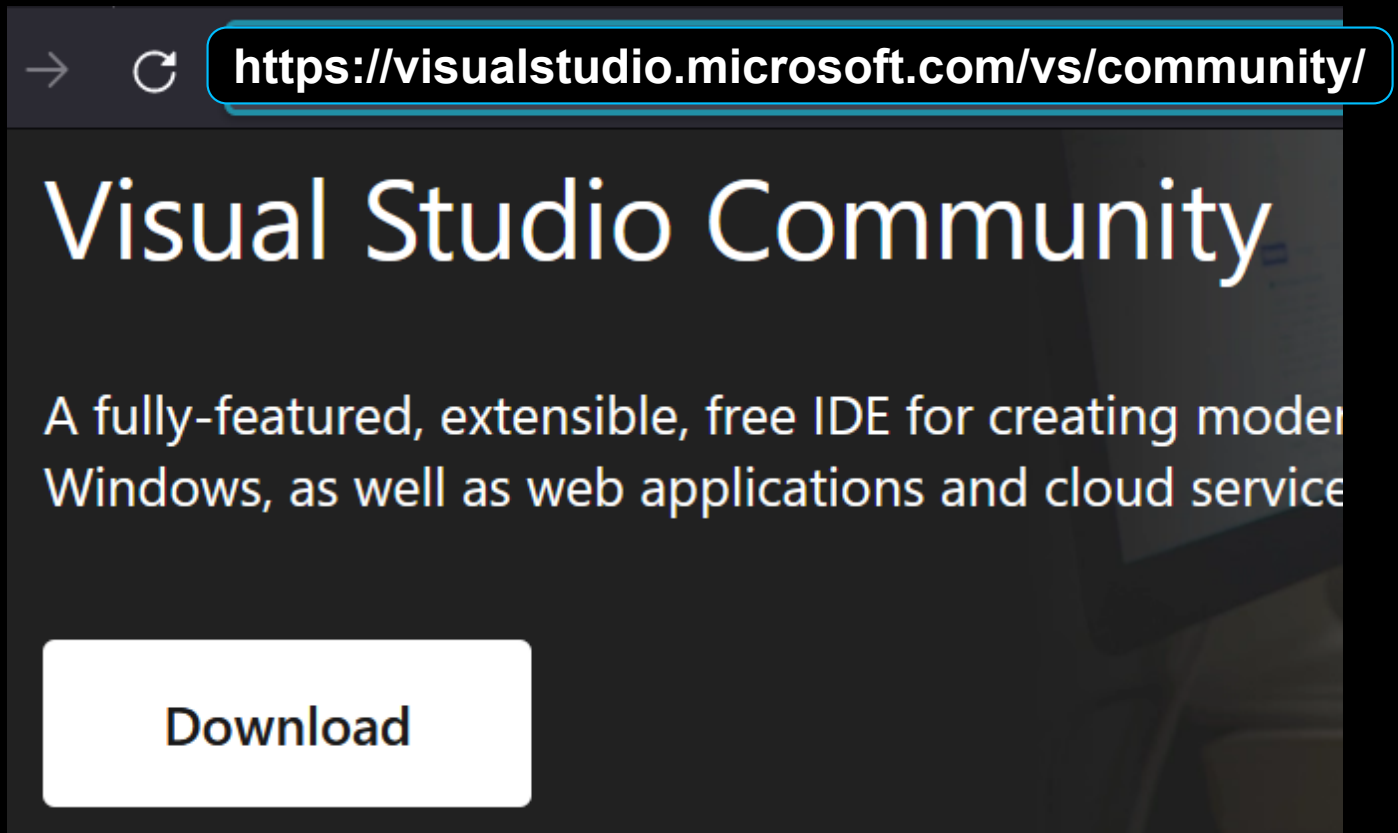 https://visualstudio.microsoft.com/vs/community/
Visual Studio Community
A fully-featured, extensible, free IDE for creating moder
Windows, as well as web applications and cloud service
Download